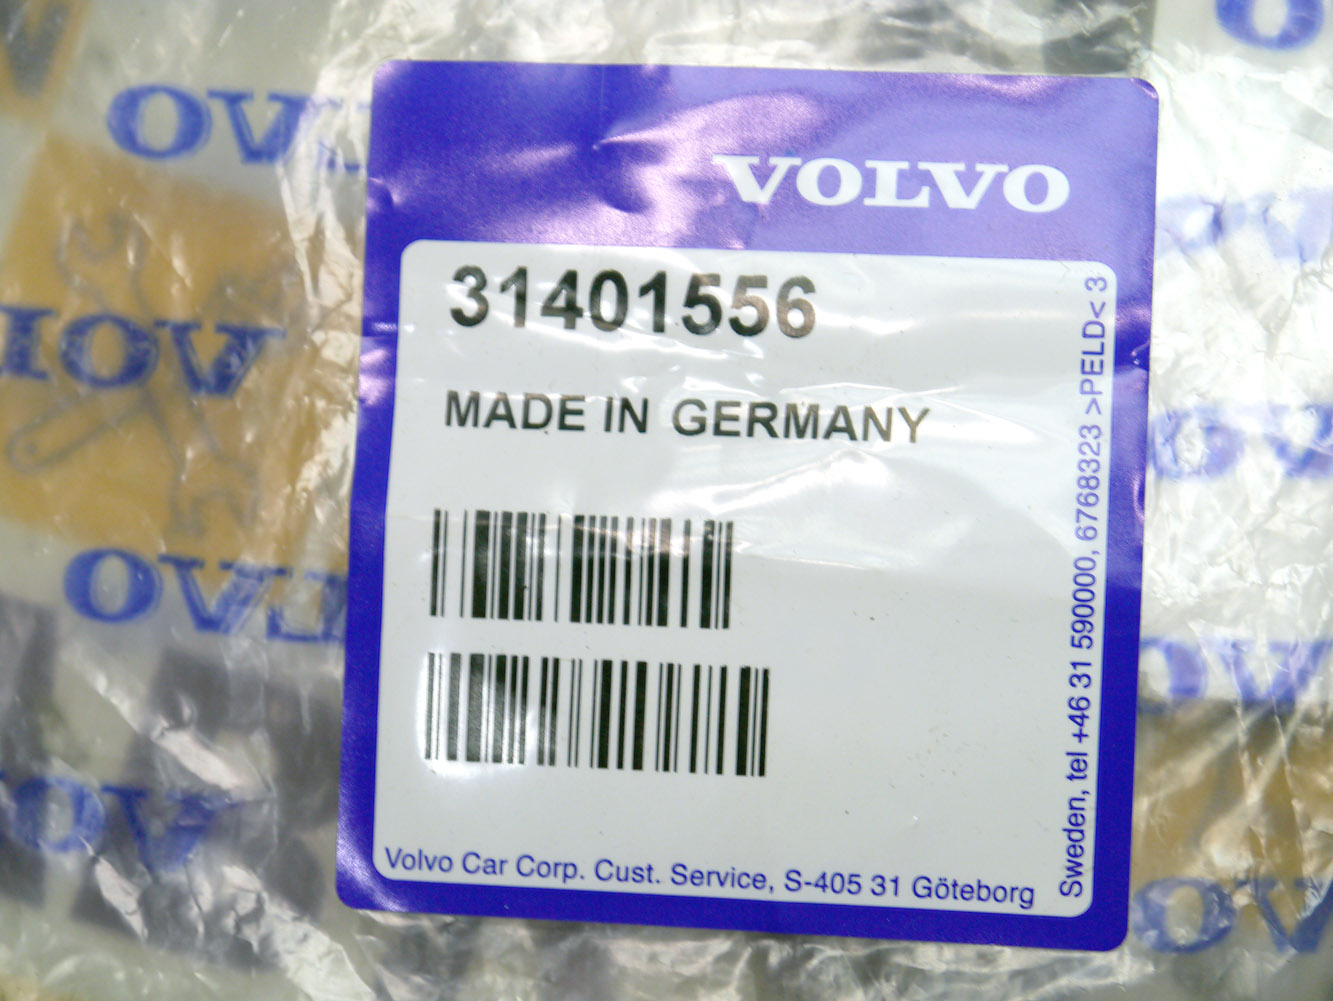 VOLVO
31401556
MADE IN GERMANY
Volvo Car Corp. Cust. Service, S-405 31 Göteborg
Sweden, tel +46 31 590000, 6768323 >PELD< 3